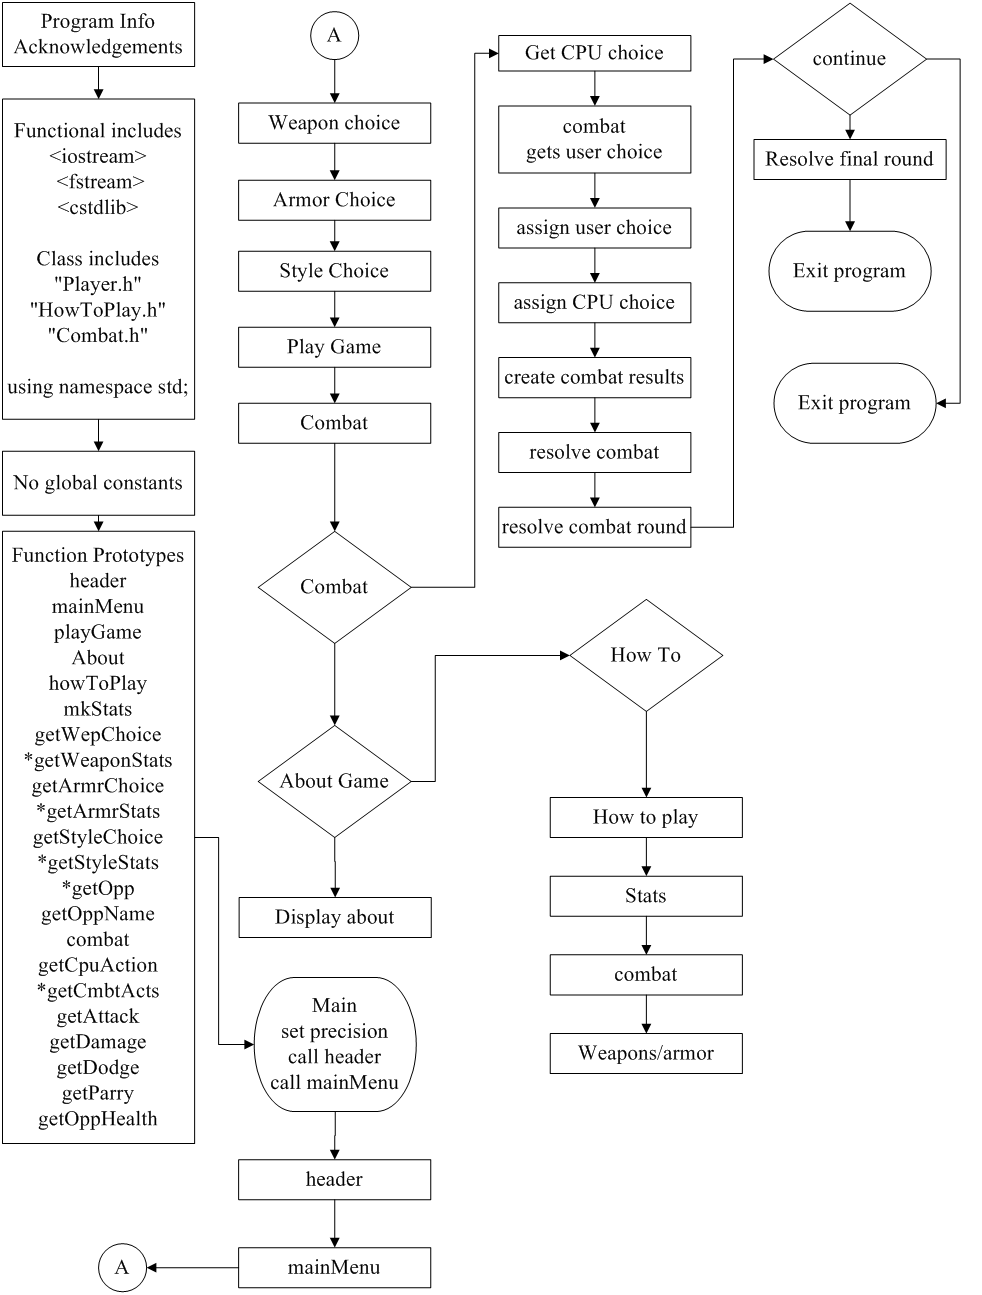 Program Info
Acknowledgements
Functional includes
<iostream>
<fstream>
<cstdlib>
Class includes
"Player.h"
"HowToPlay.h"
"Combat.h"
using namespace std;
No global constants
Function Prototypes
header
mainMenu
playGame
About
howToPlay
mkStats
getWepChoice
*getWeaponStats
getArmrChoice
*getArmrStats
getStyleChoice
*getStyleStats
*getOpp
getOppName
combat
getCpuAction
*getCmbtActs
getAttack
getDamage
getDodge
getParry
getOppHealth
Main
set precision
call header
call mainMenu
header
mainMenu
A
A
Weapon choice
Armor Choice
Style Choice
Play Game
Combat
Combat
About Game
Display about
Get CPU choice
combat
gets user choice
assign user choice
assign CPU choice
create combat results
resolve combat
resolve combat round
continue
Resolve final round
Exit program
Exit program
How To
How to play
Stats
combat
Weapons/armor